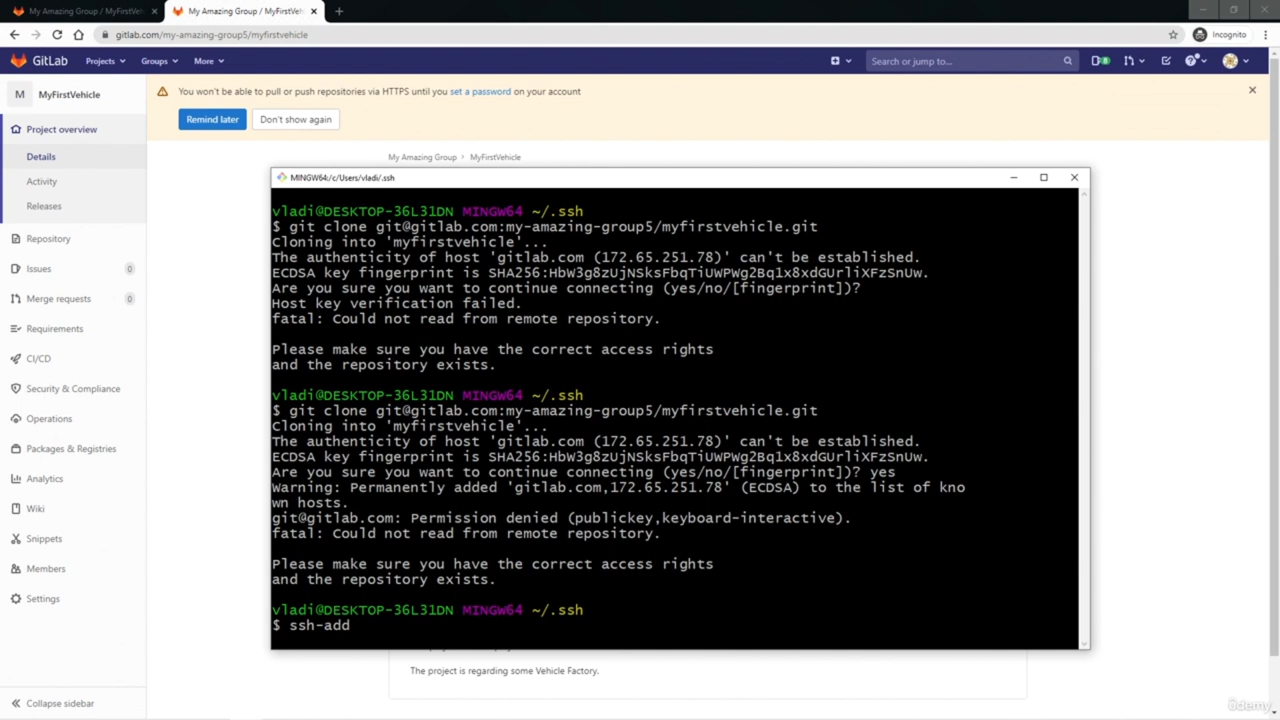 My Amazing Group / MyFirstVeh
My Amazing Group / MyFirstVeh
gitlab.com/my-amazing-group5/myfirstvehicle
Incognito
GitLab
Projects
Groups
More
Search or jump to...
8
M
MyFirstVehicle
Project overview
Details
Activity
Releases
Repository
Issues
0
Merge requests
0
Requirements
CI/CD
Security & Compliance
Operations
Packages & Registries
Analytics
Wiki
Snippets
Members
Settings
Collapse sidebar
You won't be able to pull or push repositories via HTTPS until you set a password on your account
Remind later
Don't show again
My Amazing Group > MyFirstVehicle
MINGW64:/c/Users/vladi/.ssh
vladi@DESKTOP-36L31DN MINGW64 ~/.ssh
$ git clone git@gitlab.com:my-amazing-group5/myfirstvehicle.git
Cloning into 'myfirstvehicle'...
The authenticity of host 'gitlab.com (172.65.251.78)' can't be established.
ECDSA key fingerprint is SHA256:HbW3g8zUjNSksFbqTiUWPWg2Bq1x8xdGUrliXFzSnUw.
Are you sure you want to continue connecting (yes/no/[fingerprint])?
Host key verification failed.
fatal: Could not read from remote repository.
Please make sure you have the correct access rights
and the repository exists.
vladi@DESKTOP-36L31DN MINGW64 ~/.ssh
$ git clone git@gitlab.com:my-amazing-group5/myfirstvehicle.git
Cloning into 'myfirstvehicle'...
The authenticity of host 'gitlab.com (172.65.251.78)' can't be established.
ECDSA key fingerprint is SHA256:HbW3g8zUjNSksFbqTiUWPWg2Bq1x8xdGUrliXFzSnUw.
Are you sure you want to continue connecting (yes/no/[fingerprint])? yes
Warning: Permanently added 'gitlab.com,172.65.251.78' (ECDSA) to the list of kno
wn hosts.
git@gitlab.com: Permission denied (publickey,keyboard-interactive).
fatal: Could not read from remote repository.
Please make sure you have the correct access rights
and the repository exists.
vladi@DESKTOP-36L31DN MINGW64 ~/.ssh
$ ssh-add
The project is regarding some Vehicle Factory.
ûdemy